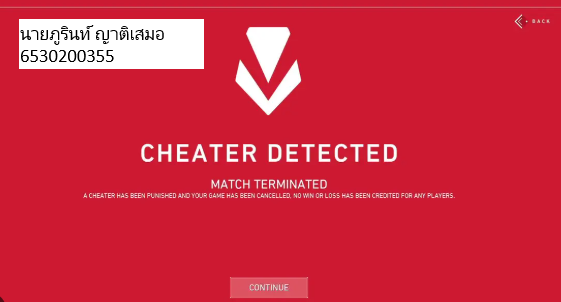 นายภูรินท์ ญาติเสมอ
6530200355
BACK
CHEATER DETECTED
MATCH TERMINATED
A CHEATER HAS BEEN PUNISHED AND YOUR GAME HAS BEEN CANCELLED, NO WIN OR LOSS HAS BEEN CREDITED FOR ANY PLAYERS.
CONTINUE